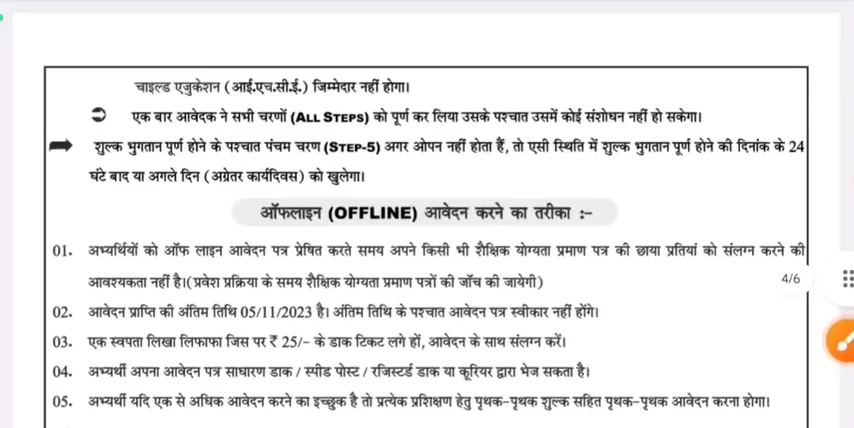 चाइल्ड एजुकेशन (आई.एच.सी.ई.) जिम्मेदार नहीं होगा।
➲ एक बार आवेदक ने सभी चरणों (ALL STEPS) को पूर्ण कर लिया उसके पश्चात उसमें कोई संशोधन नहीं हो सकेगा।
➡ शुल्क भुगतान पूर्ण होने के पश्चात पंचम चरण (STEP-5) अगर ओपन नहीं होता हैं, तो एसी स्थिति में शुल्क भुगतान पूर्ण होने की दिनांक के 24
घंटे बाद या अगले दिन (अग्रेतर कार्यदिवस) को खुलेगा।
ऑफलाइन (OFFLINE) आवेदन करने का तरीका :-
01. अभ्यर्थियों को ऑफ लाइन आवेदन पत्र प्रेषित करते समय अपने किसी भी शैक्षिक योग्यता प्रमाण पत्र की छाया प्रतियां को संलग्न करने की
आवश्यकता नहीं है।(प्रवेश प्रक्रिया के समय शैक्षिक योग्यता प्रमाण पत्रों की जॉच की जायेगी)
4/6
02. आवेदन प्राप्ति की अंतिम तिथि 05/11/2023 है। अंतिम तिथि के पश्चात आवेदन पत्र स्वीकार नहीं होंगे।
03. एक स्वपता लिखा लिफाफा जिस पर ₹ 25/- के डाक टिकट लगे हों, आवेदन के साथ संलग्न करें।
04. अभ्यर्थी अपना आवेदन पत्र साधारण डाक / स्पीड पोस्ट / रजिस्टर्ड डाक या कूरियर द्वारा भेज सकता है।
05. अभ्यर्थी यदि एक से अधिक आवेदन करने का इच्छुक है तो प्रत्येक प्रशिक्षण हेतु पृथक-पृथक शुल्क सहित पृथक-पृथक आवेदन करना होगा।